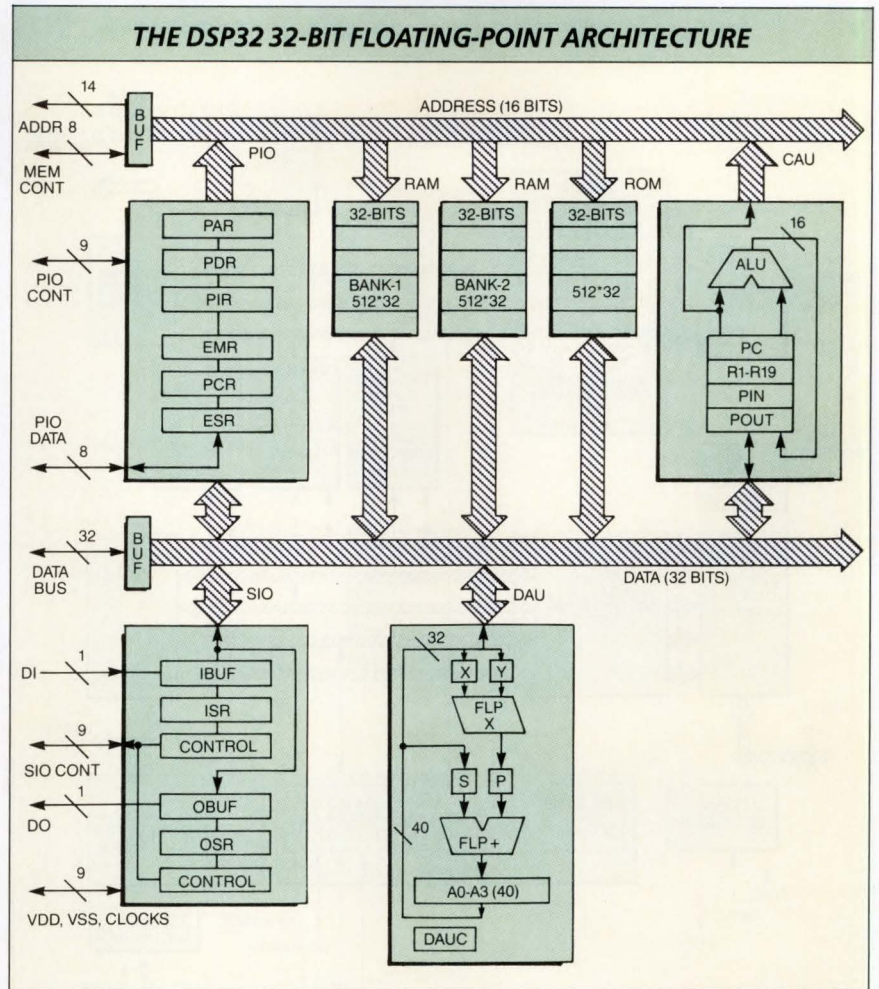 THE DSP32 32-BIT FLOATING-POINT ARCHITECTURE
14
ADDR 8
MEM
CONT
BUF
ADDRESS (16 BITS)
PIO
RAM
RAM
ROM
CAU
9
PIO
CONT
PIO
DATA
8
PAR
PDR
PIR
EMR
PCR
ESR
32-BITS
BANK-1
512*32
32-BITS
BANK-2
512*32
32-BITS
512*32
16
ALU
PC
R1-R19
PIN
POUT
32
DATA
BUS
BUF
DATA (32 BITS)
SIO
DAU
DI
1
9
SIO CONT
1
DO
9
VDD, VSS, CLOCKS
IBUF
ISR
CONTROL
OBUF
OSR
CONTROL
32
X
Y
FLP
X
S
P
40
FLP +
A0-A3 (40)
DAUC